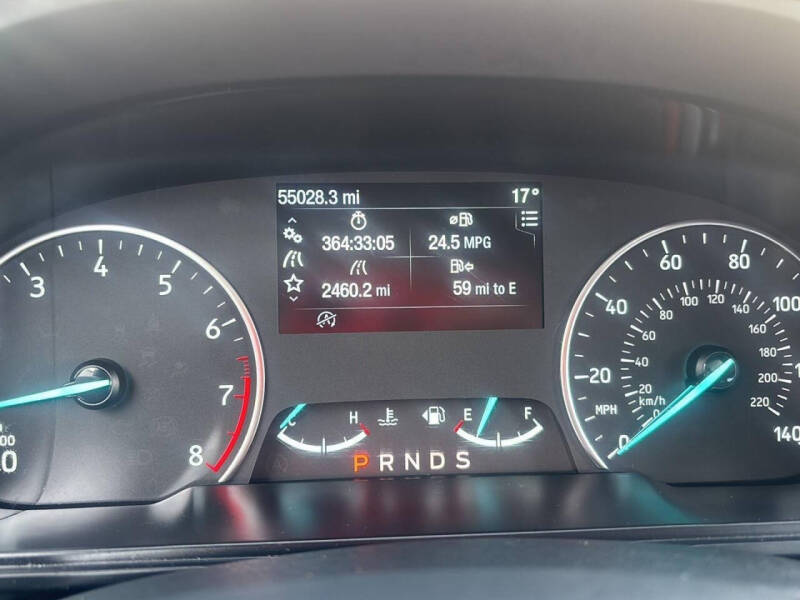 55028.3 mi 17°
364:33:05 24.5 MPG
2460.2 mi 59 mi to E
3 4 5 6 7 8
0 20 40 60 80 100 140
MPH
0 20 40 60 80 100 120 140 160 180 200 220
km/h
C H E F
P R N D S